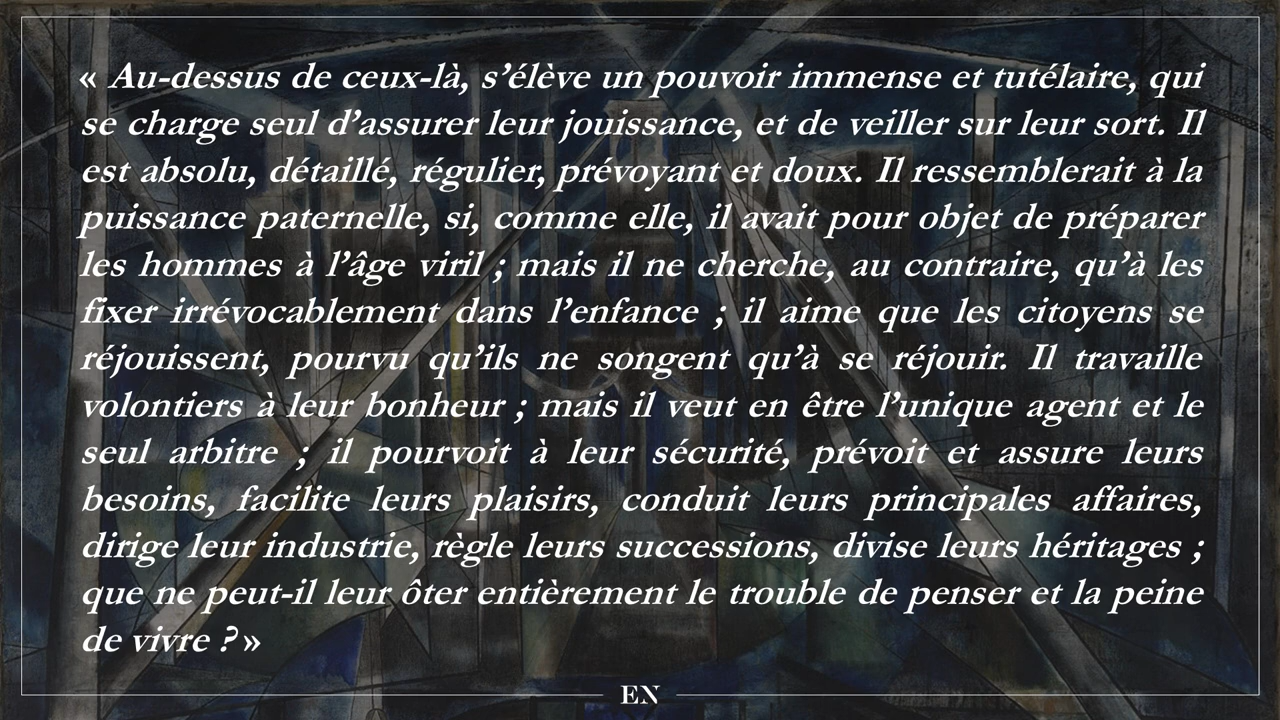 « Au-dessus de ceux-là, s’élève un pouvoir immense et tutélaire, qui
se charge seul d’assurer leur jouissance, et de veiller sur leur sort. Il
est absolu, détaillé, régulier, prévoyant et doux. Il ressemblerait à la
puissance paternelle, si, comme elle, il avait pour objet de préparer
les hommes à l’âge viril ; mais il ne cherche, au contraire, qu’à les
fixer irrévocablement dans l’enfance ; il aime que les citoyens se
réjouissent, pourvu qu’ils ne songent qu’à se réjouir. Il travaille
volontiers à leur bonheur ; mais il veut en être l’unique agent et le
seul arbitre ; il pourvoit à leur sécurité, prévoit et assure leurs
besoins, facilite leurs plaisirs, conduit leurs principales affaires,
dirige leur industrie, règle leurs successions, divise leurs héritages ;
que ne peut-il leur ôter entièrement le trouble de penser et la peine
de vivre ? »
EN